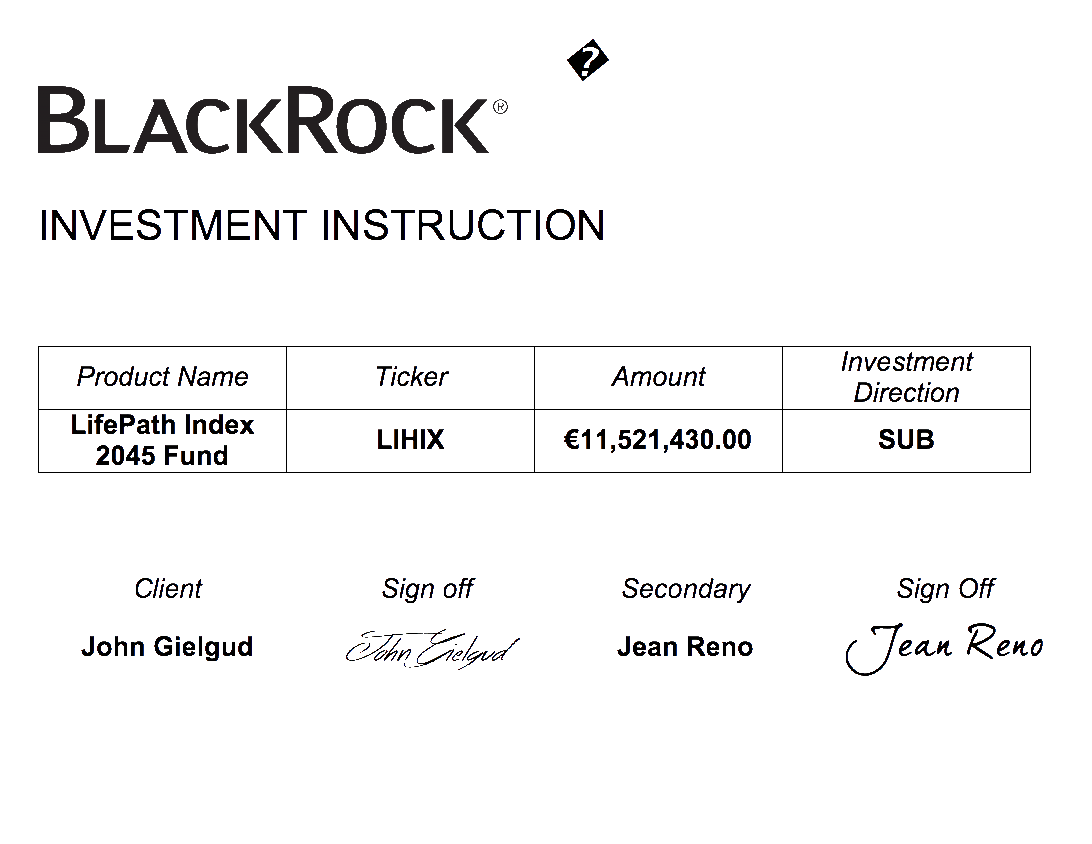 BLACKROCK®
INVESTMENT INSTRUCTION
Product Name Ticker Amount Investment Direction
LifePath Index 2045 Fund LIHIX €11,521,430.00 SUB
Client Sign off Secondary Sign Off
John Gielgud John Gielgud Jean Reno Jean Reno